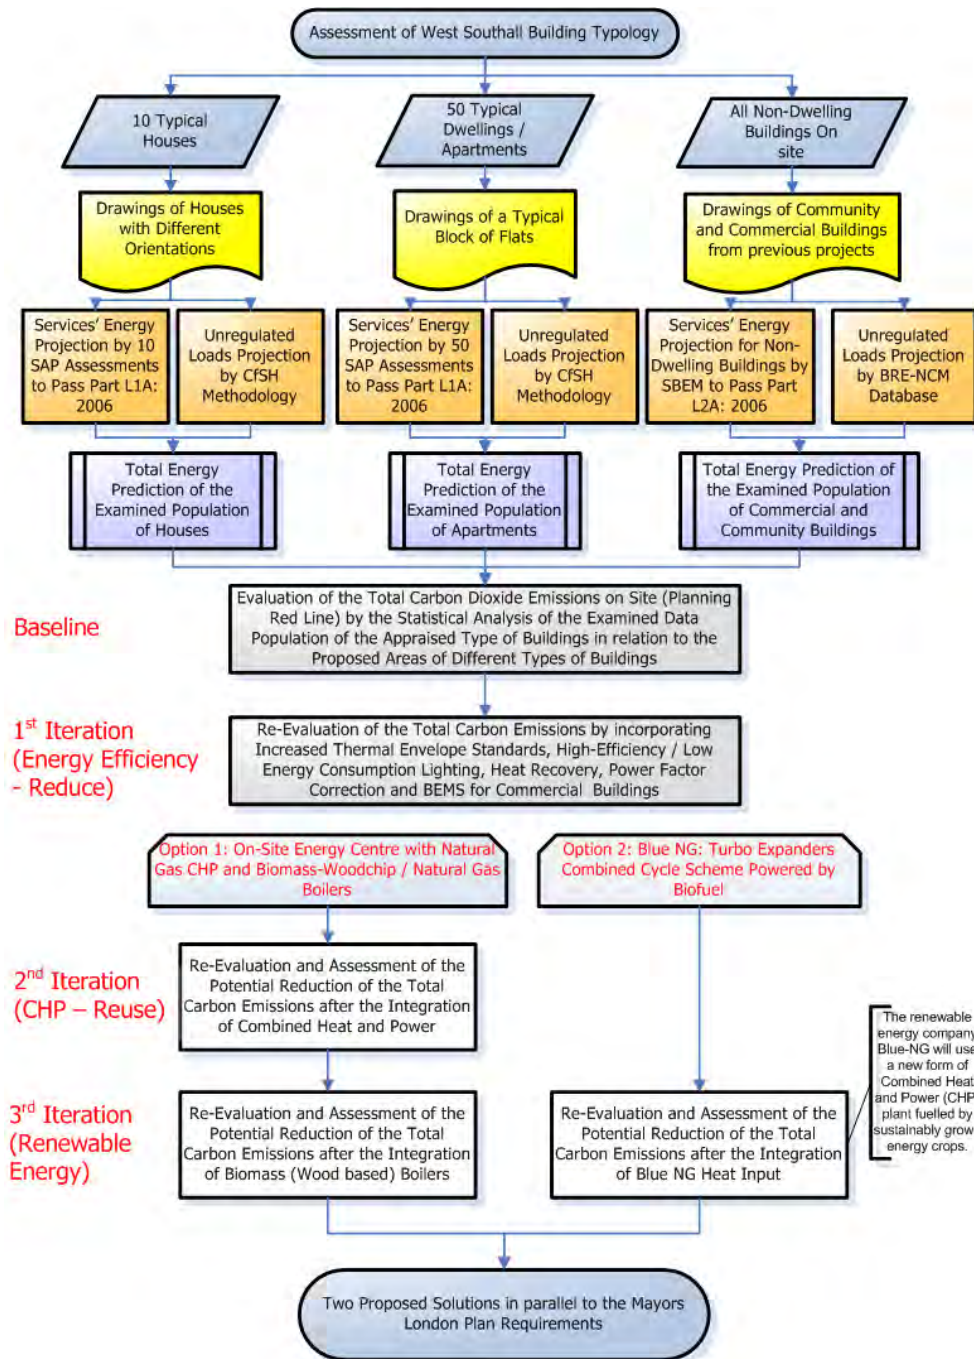 Assessment of West Southall Building Typology
10 Typical
Houses
50 Typical
Dwellings /
Apartments
All Non-Dwelling
Buildings On
site
Drawings of Houses
with Different
Orientations
Drawings of a Typical
Block of Flats
Drawings of Community
and Commercial Buildings
from previous projects
Services' Energy
Projection by 10
SAP Assessments
to Pass Part L1A:
2006
Unregulated
Loads Projection
by CfSH
Methodology
Services' Energy
Projection by 50
SAP Assessments
to Pass Part L1A:
2006
Unregulated
Loads Projection
by CfSH
Methodology
Services' Energy
Projection for Non-
Dwelling Buildings by
SBEM to Pass Part
L2A: 2006
Unregulated
Loads Projection
by BRE-NCM
Database
Total Energy
Prediction of the
Examined Population
of Houses
Total Energy
Prediction of the
Examined Population
of Apartments
Total Energy Prediction of
the Examined Population
of Commercial and
Community Buildings
Baseline
Evaluation of the Total Carbon Dioxide Emissions on Site (Planning
Red Line) by the Statistical Analysis of the Examined Data
Population of the Appraised Type of Buildings in relation to the
Proposed Areas of Different Types of Buildings
1st Iteration
(Energy Efficiency
- Reduce)
Re-Evaluation of the Total Carbon Emissions by incorporating
Increased Thermal Envelope Standards, High-Efficiency / Low
Energy Consumption Lighting, Heat Recovery, Power Factor
Correction and BEMS for Commercial Buildings
Option 1: On-Site Energy Centre with Natural
Gas CHP and Biomass-Woodchip / Natural Gas
Boilers
Option 2: Blue NG: Turbo Expanders
Combined Cycle Scheme Powered by
Biofuel
2nd Iteration
(CHP – Reuse)
Re-Evaluation and Assessment of the
Potential Reduction of the Total
Carbon Emissions after the Integration
of Combined Heat and Power
The renewable
energy company
Blue-NG will use
a new form of
Combined Heat
and Power (CHP)
plant fuelled by
sustainably grown
energy crops.
3rd Iteration
(Renewable
Energy)
Re-Evaluation and Assessment of the
Potential Reduction of the Total
Carbon Emissions after the Integration
of Biomass (Wood based) Boilers
Re-Evaluation and Assessment of the
Potential Reduction of the Total
Carbon Emissions after the Integration
of Blue NG Heat Input
Two Proposed Solutions in parallel to the Mayors
London Plan Requirements